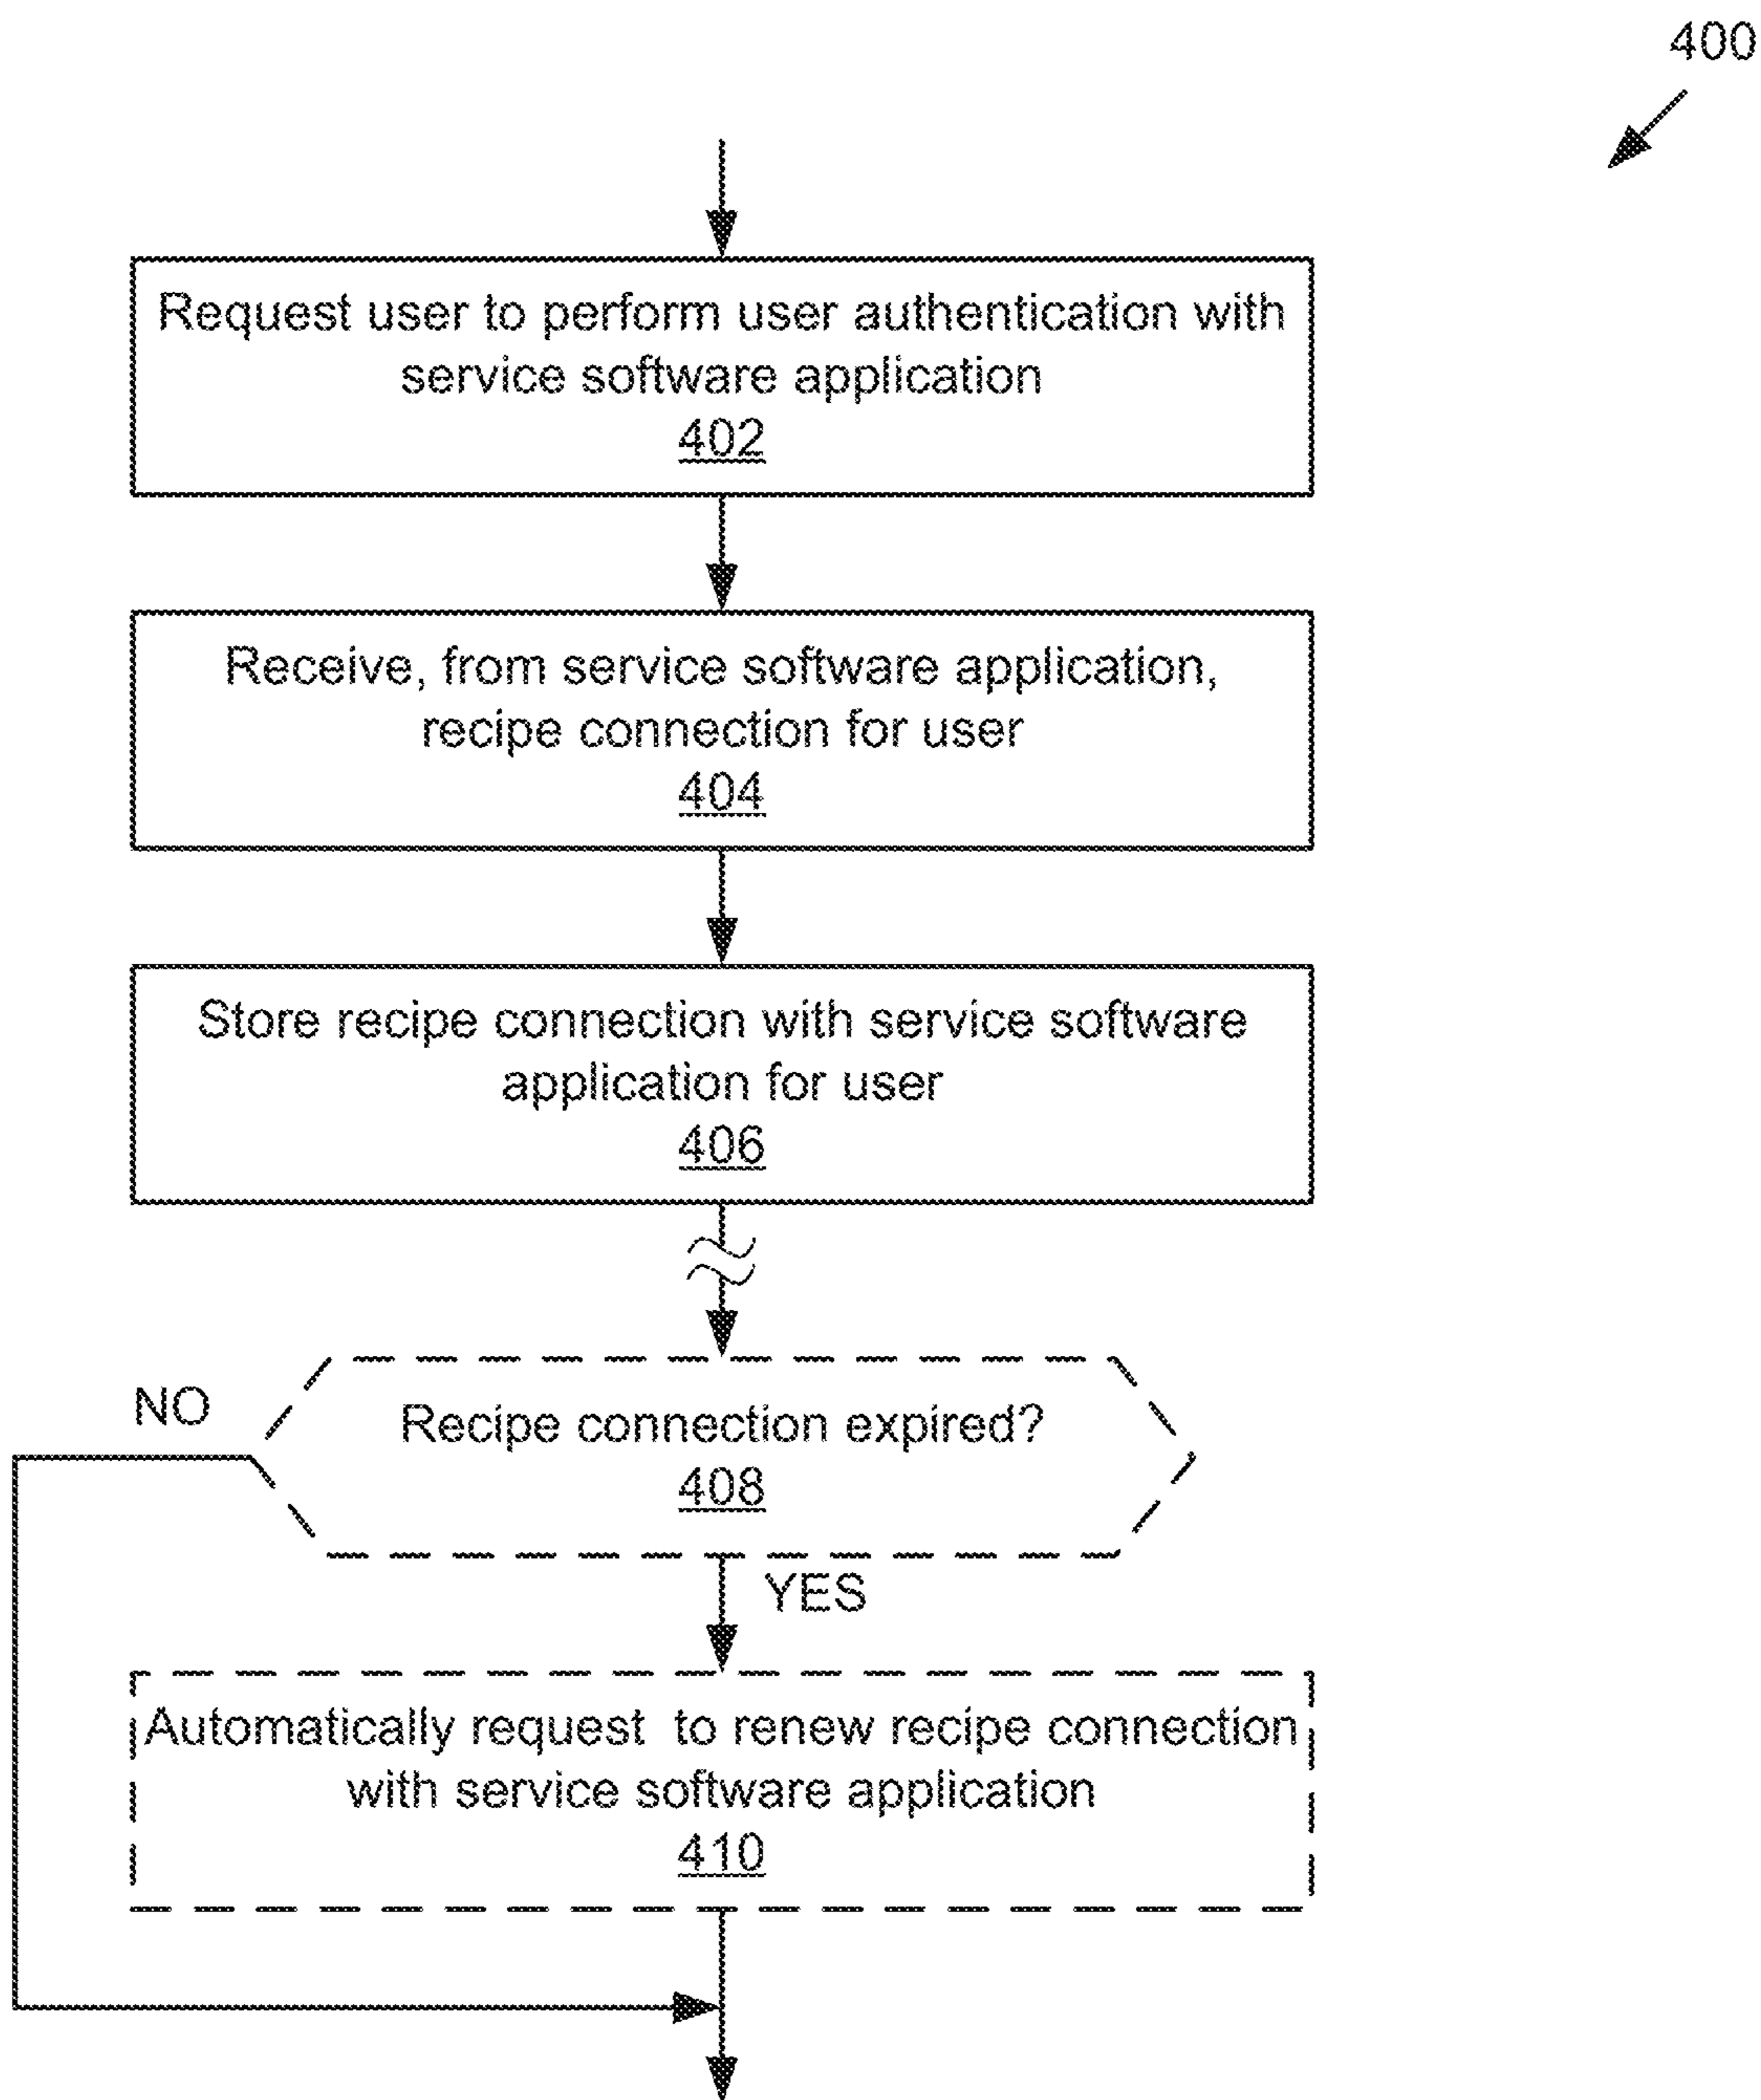 400
Request user to perform user authentication with
service software application
402
Receive, from service software application,
recipe connection for user
404
Store recipe connection with service software
application for user
406
NO
Recipe connection expired?
408
YES
Automatically request to renew recipe connection
with service software application
410